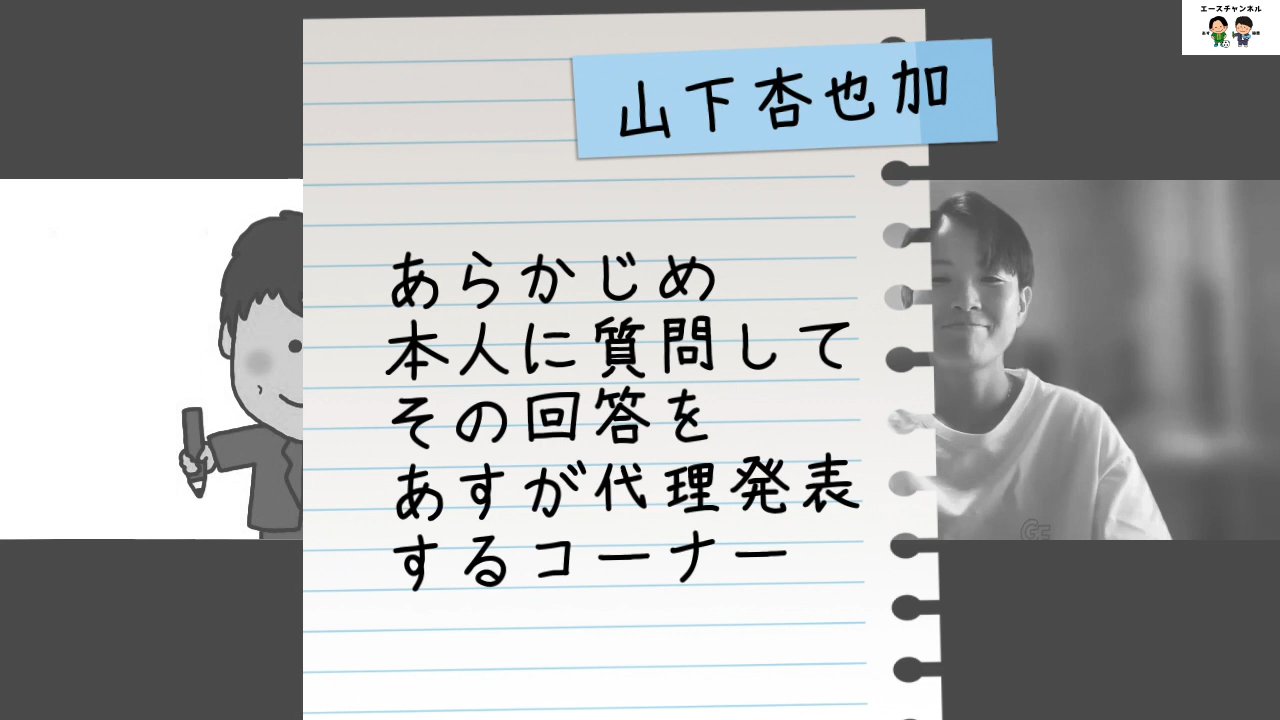 エースチャンネル
山下杏也加
あらかじめ
本人に質問して
その回答を
あすが代理発表
するコーナー